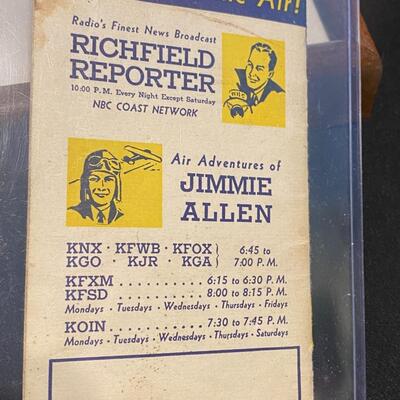 the Air!
Radio's Finest News Broadcast
RICHFIELD
REPORTER
10:00 P.M. Every Night Except Saturday
NBC COAST NETWORK
Air Adventures of
JIMMIE
ALLEN
KNX · KFWB · KFOX } 6:45 to
KGO · KJR · KGA } 7:00 P.M.
KFXM . . . . . . . . . . 6:15 to 6:30 P.M.
KFSD . . . . . . . . . . 8:00 to 8:15 P.M.
Mondays - Tuesdays - Wednesdays - Thursdays - Fridays
KOIN . . . . . . . . . . 7:30 to 7:45 P.M.
Mondays - Tuesdays - Wednesdays - Thursdays - Saturdays